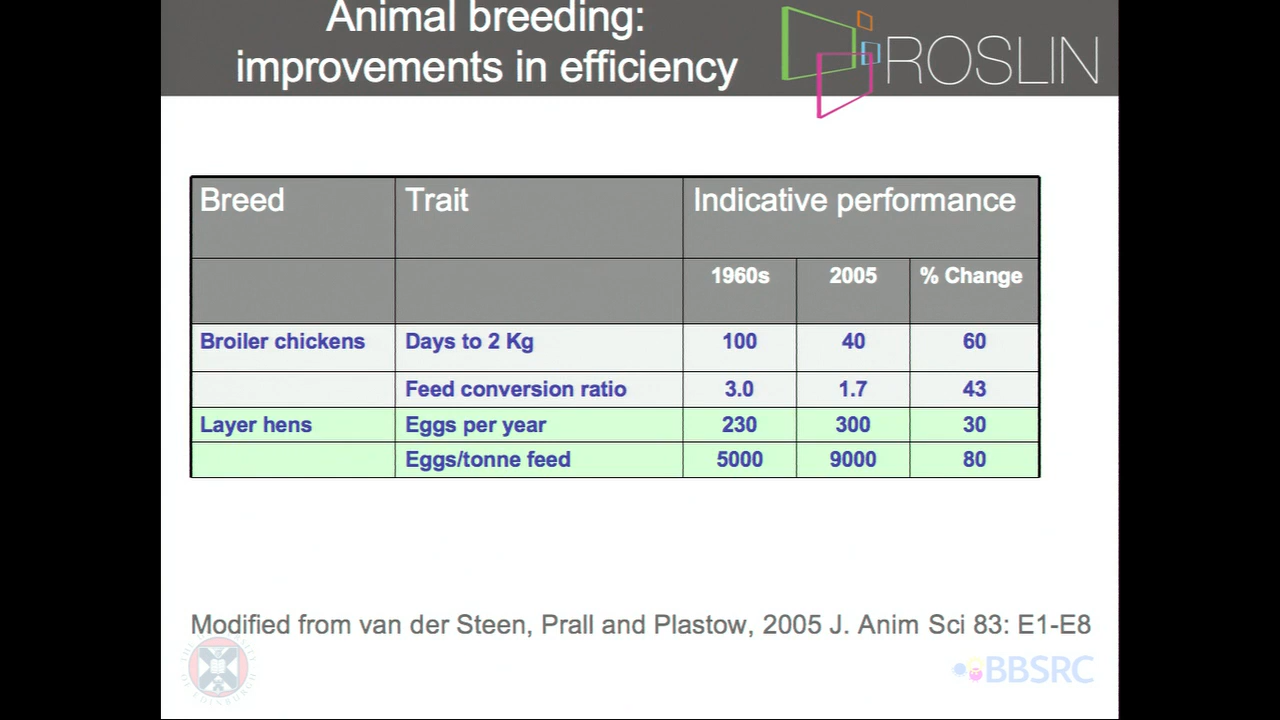 Animal breeding:
improvements in efficiency
ROSLIN
Breed Trait Indicative performance
1960s 2005 % Change
Broiler chickens Days to 2 Kg 100 40 60
Feed conversion ratio 3.0 1.7 43
Layer hens Eggs per year 230 300 30
Eggs/tonne feed 5000 9000 80
Modified from van der Steen, Prall and Plastow, 2005 J. Anim Sci 83: E1-E8
BBSRC